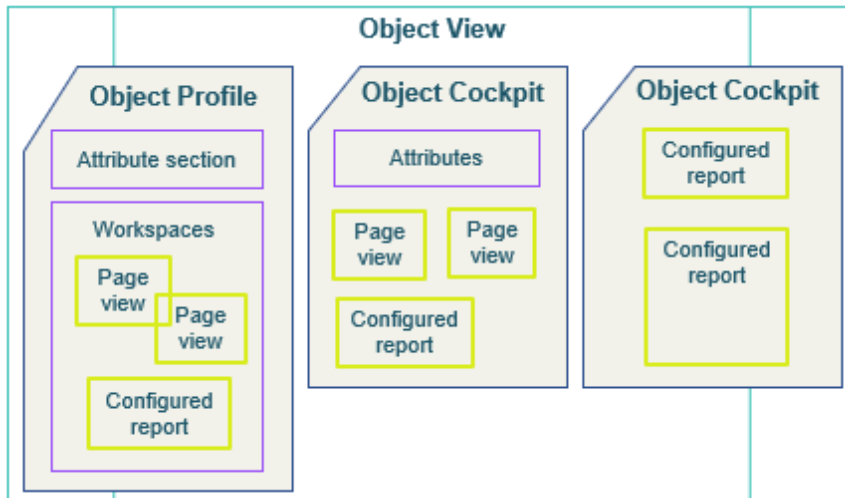 Object View
Object Profile
Attribute section
Workspaces
Page
view
Page
view
Configured
report
Object Cockpit
Attributes
Page
view
Page
view
Configured
report
Object Cockpit
Configured
report
Configured
report